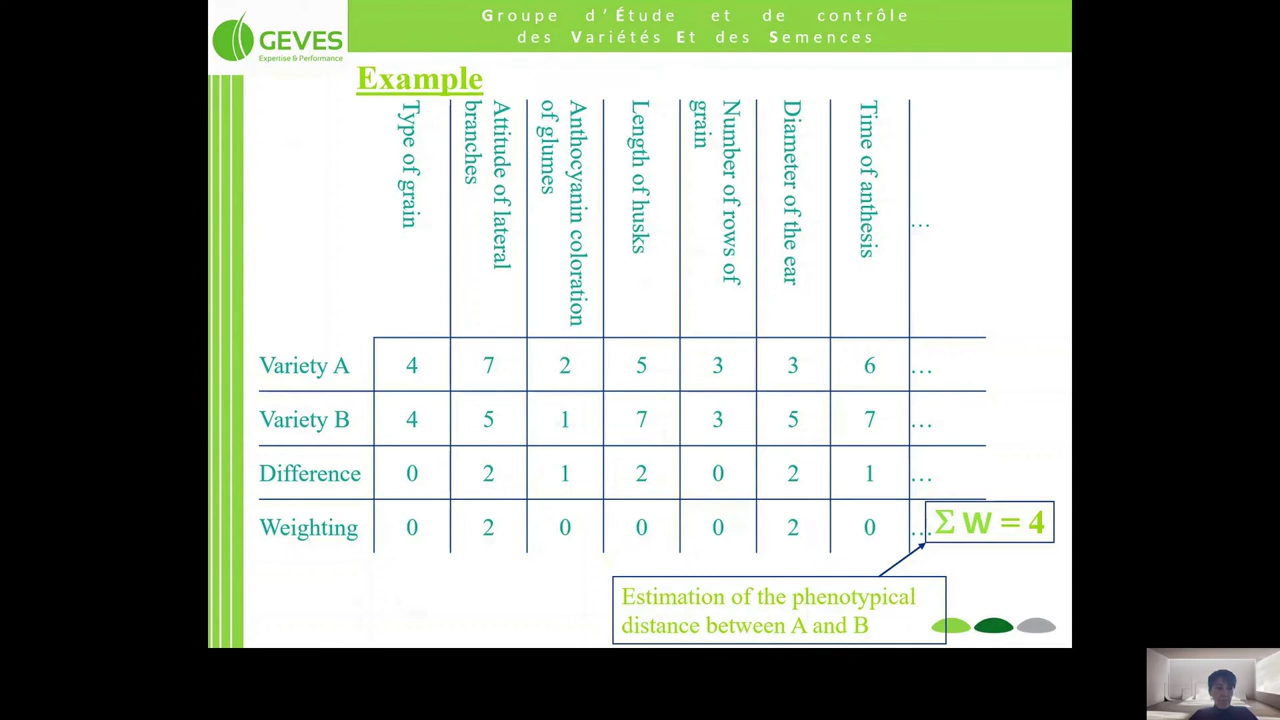 GEVES
Expertise & Performance
Groupe d'Étude et de contrôle
des Variétés Et des Semences
Example
Type of grain
Attitude of lateral
branches
Anthocyanin coloration
of glumes
Length of husks
Number of rows of
grain
Diameter of the ear
Time of anthesis
...
Variety A 4 7 2 5 3 3 6 ...
Variety B 4 5 1 7 3 5 7 ...
Difference 0 2 1 2 0 2 1 ...
Weighting 0 2 0 0 0 2 0 ...
Σ W = 4
Estimation of the phenotypical
distance between A and B